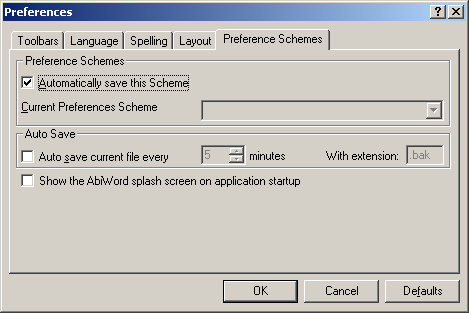 Preferences
Toolbars Language Spelling Layout Preference Schemes
Preference Schemes
Automatically save this Scheme
Current Preferences Scheme
Auto Save
Auto save current file every 5 minutes With extension: .bak
Show the AbiWord splash screen on application startup
OK Cancel Defaults